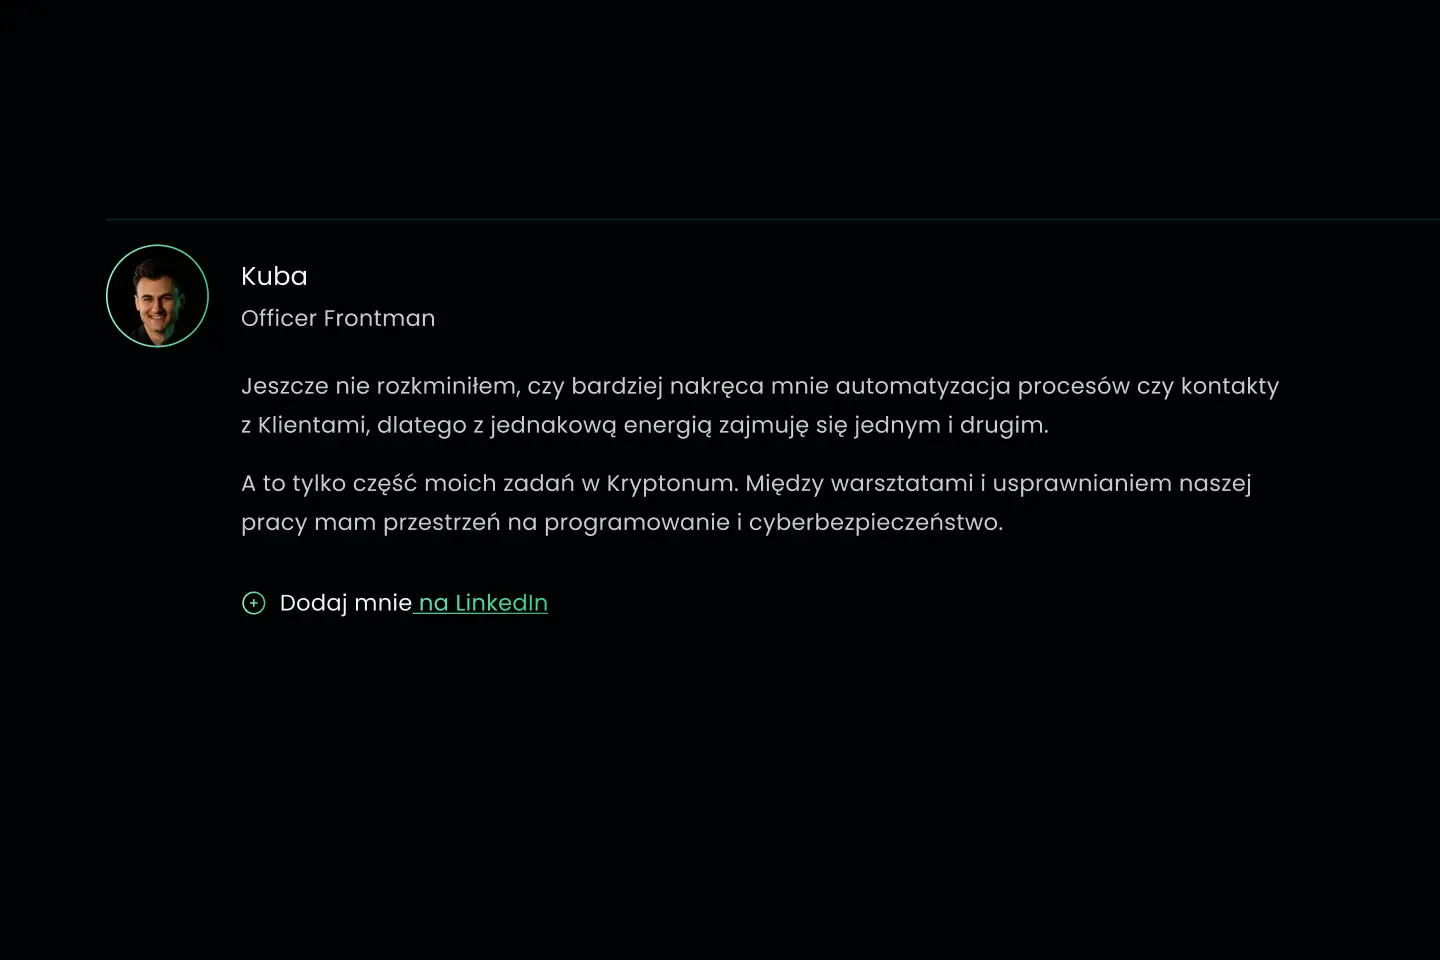 Kuba
Officer Frontman
Jeszcze nie rozkminiłem, czy bardziej nakręca mnie automatyzacja procesów czy kontakty
z Klientami, dlatego z jednakową energią zajmuję się jednym i drugim.
A to tylko część moich zadań w Kryptonum. Między warsztatami i usprawnianiem naszej
pracy mam przestrzeń na programowanie i cyberbezpieczeństwo.
Dodaj mnie na LinkedIn